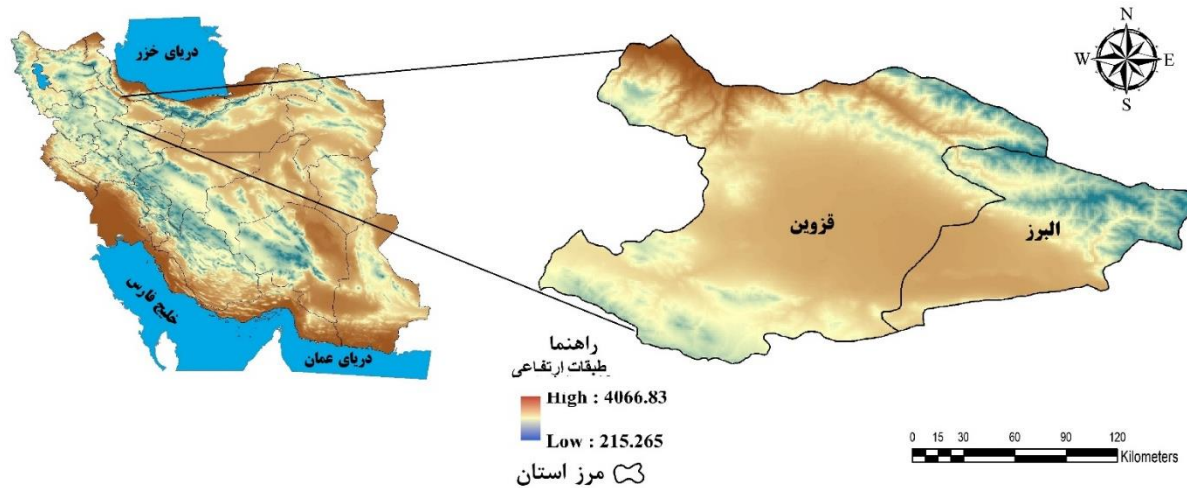 دریای خزر
خلیج فارس
دریای عمان
N
W
E
S
قزوین
البرز
راهنما
طبقات ارتفاعی
High : 4066.83
Low : 215.265
مرز استان
0 15 30 60 90 120
Kilometers